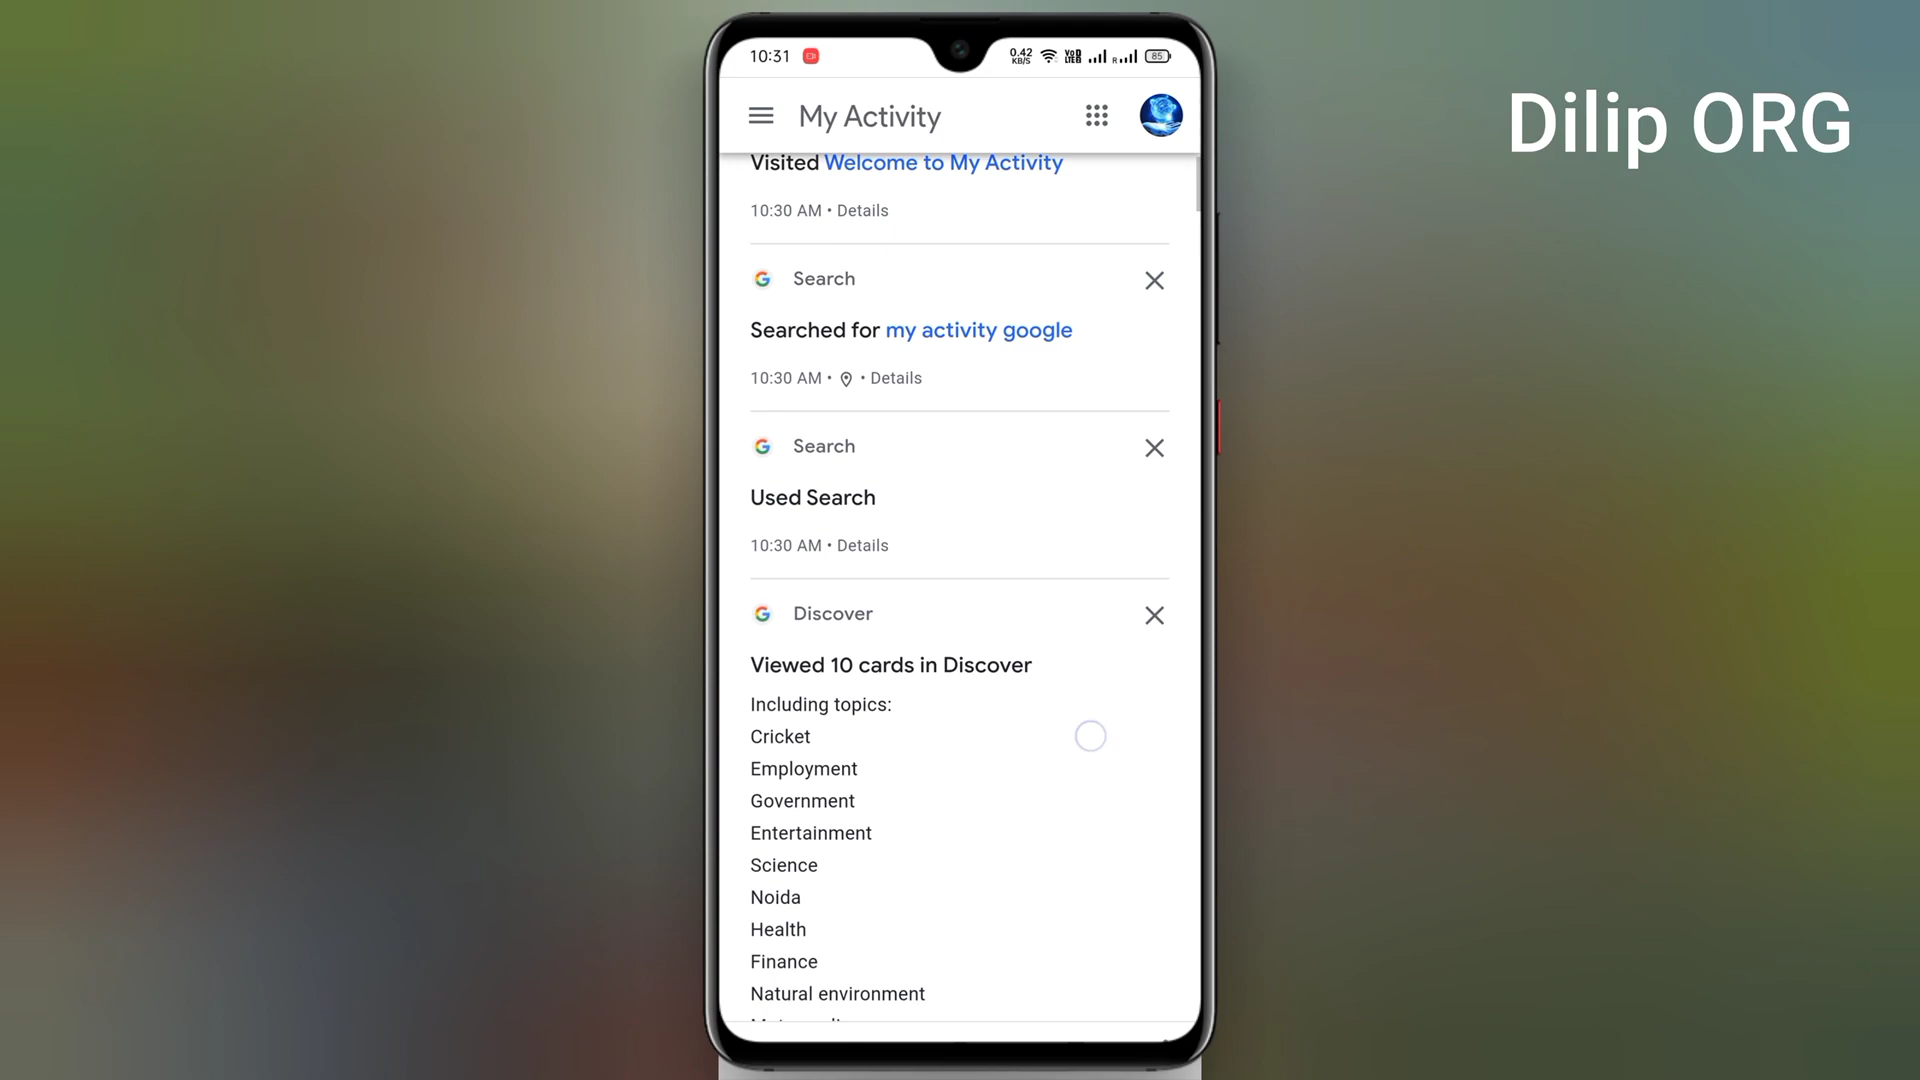 10:31
0.42 KB/S
VoD LTE
R
85
Dilip ORG
My Activity
Visited Welcome to My Activity
10:30 AM • Details
Search
Searched for my activity google
10:30 AM • • Details
Search
Used Search
10:30 AM • Details
Discover
Viewed 10 cards in Discover
Including topics:
Cricket
Employment
Government
Entertainment
Science
Noida
Health
Finance
Natural environment